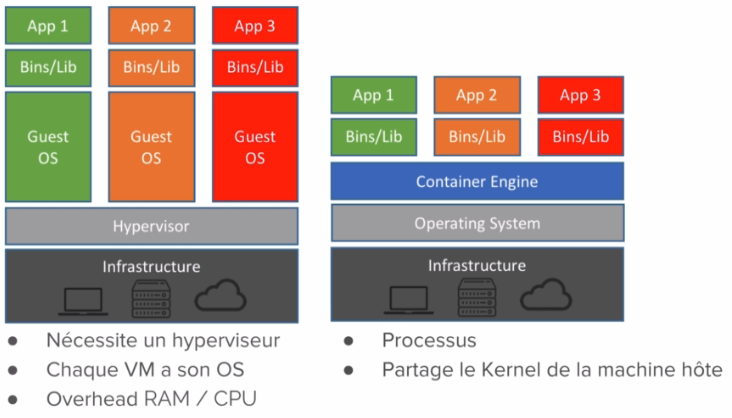 App 1
App 2
App 3
Bins/Lib
Bins/Lib
Bins/Lib
Guest
OS
Guest
OS
Guest
OS
Hypervisor
Infrastructure
Nécessite un hyperviseur
Chaque VM a son OS
Overhead RAM / CPU
App 1
App 2
App 3
Bins/Lib
Bins/Lib
Bins/Lib
Container Engine
Operating System
Infrastructure
Processus
Partage le Kernel de la machine hôte